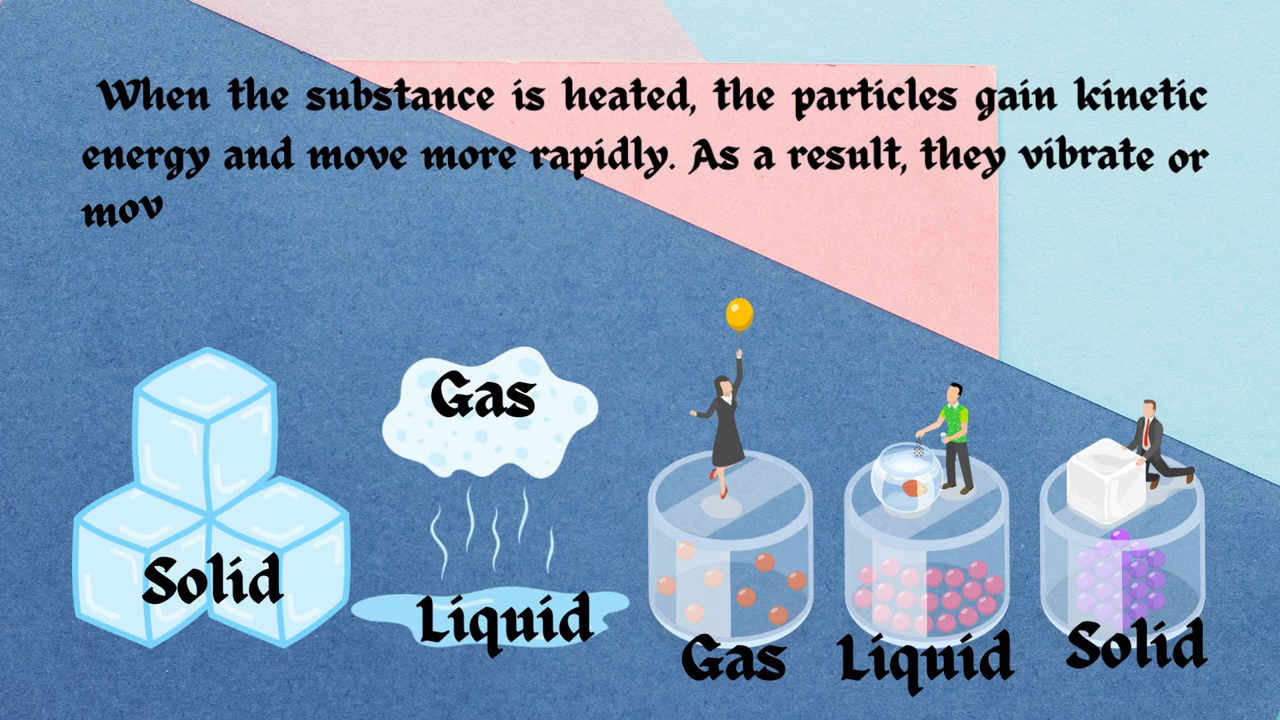 When the substance is heated, the particles gain kinetic
energy and move more rapidly. As a result, they vibrate or
mov
Gas
Solid
Liquid
Gas
Liquid
Solid